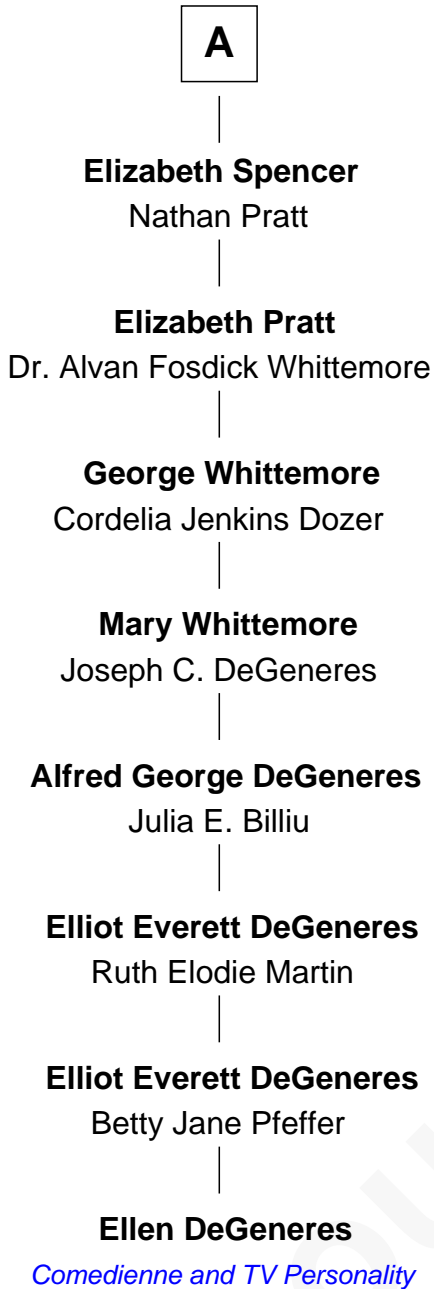 A
Elizabeth Spencer
Nathan Pratt
Elizabeth Pratt
Dr. Alvan Fosdick Whittemore
George Whittemore
Cordelia Jenkins Dozer
Mary Whittemore
Joseph C. DeGeneres
Alfred George DeGeneres
Julia E. Billiu
Elliot Everett DeGeneres
Ruth Elodie Martin
Elliot Everett DeGeneres
Betty Jane Pfeffer
Ellen DeGeneres
Comedienne and TV Personality